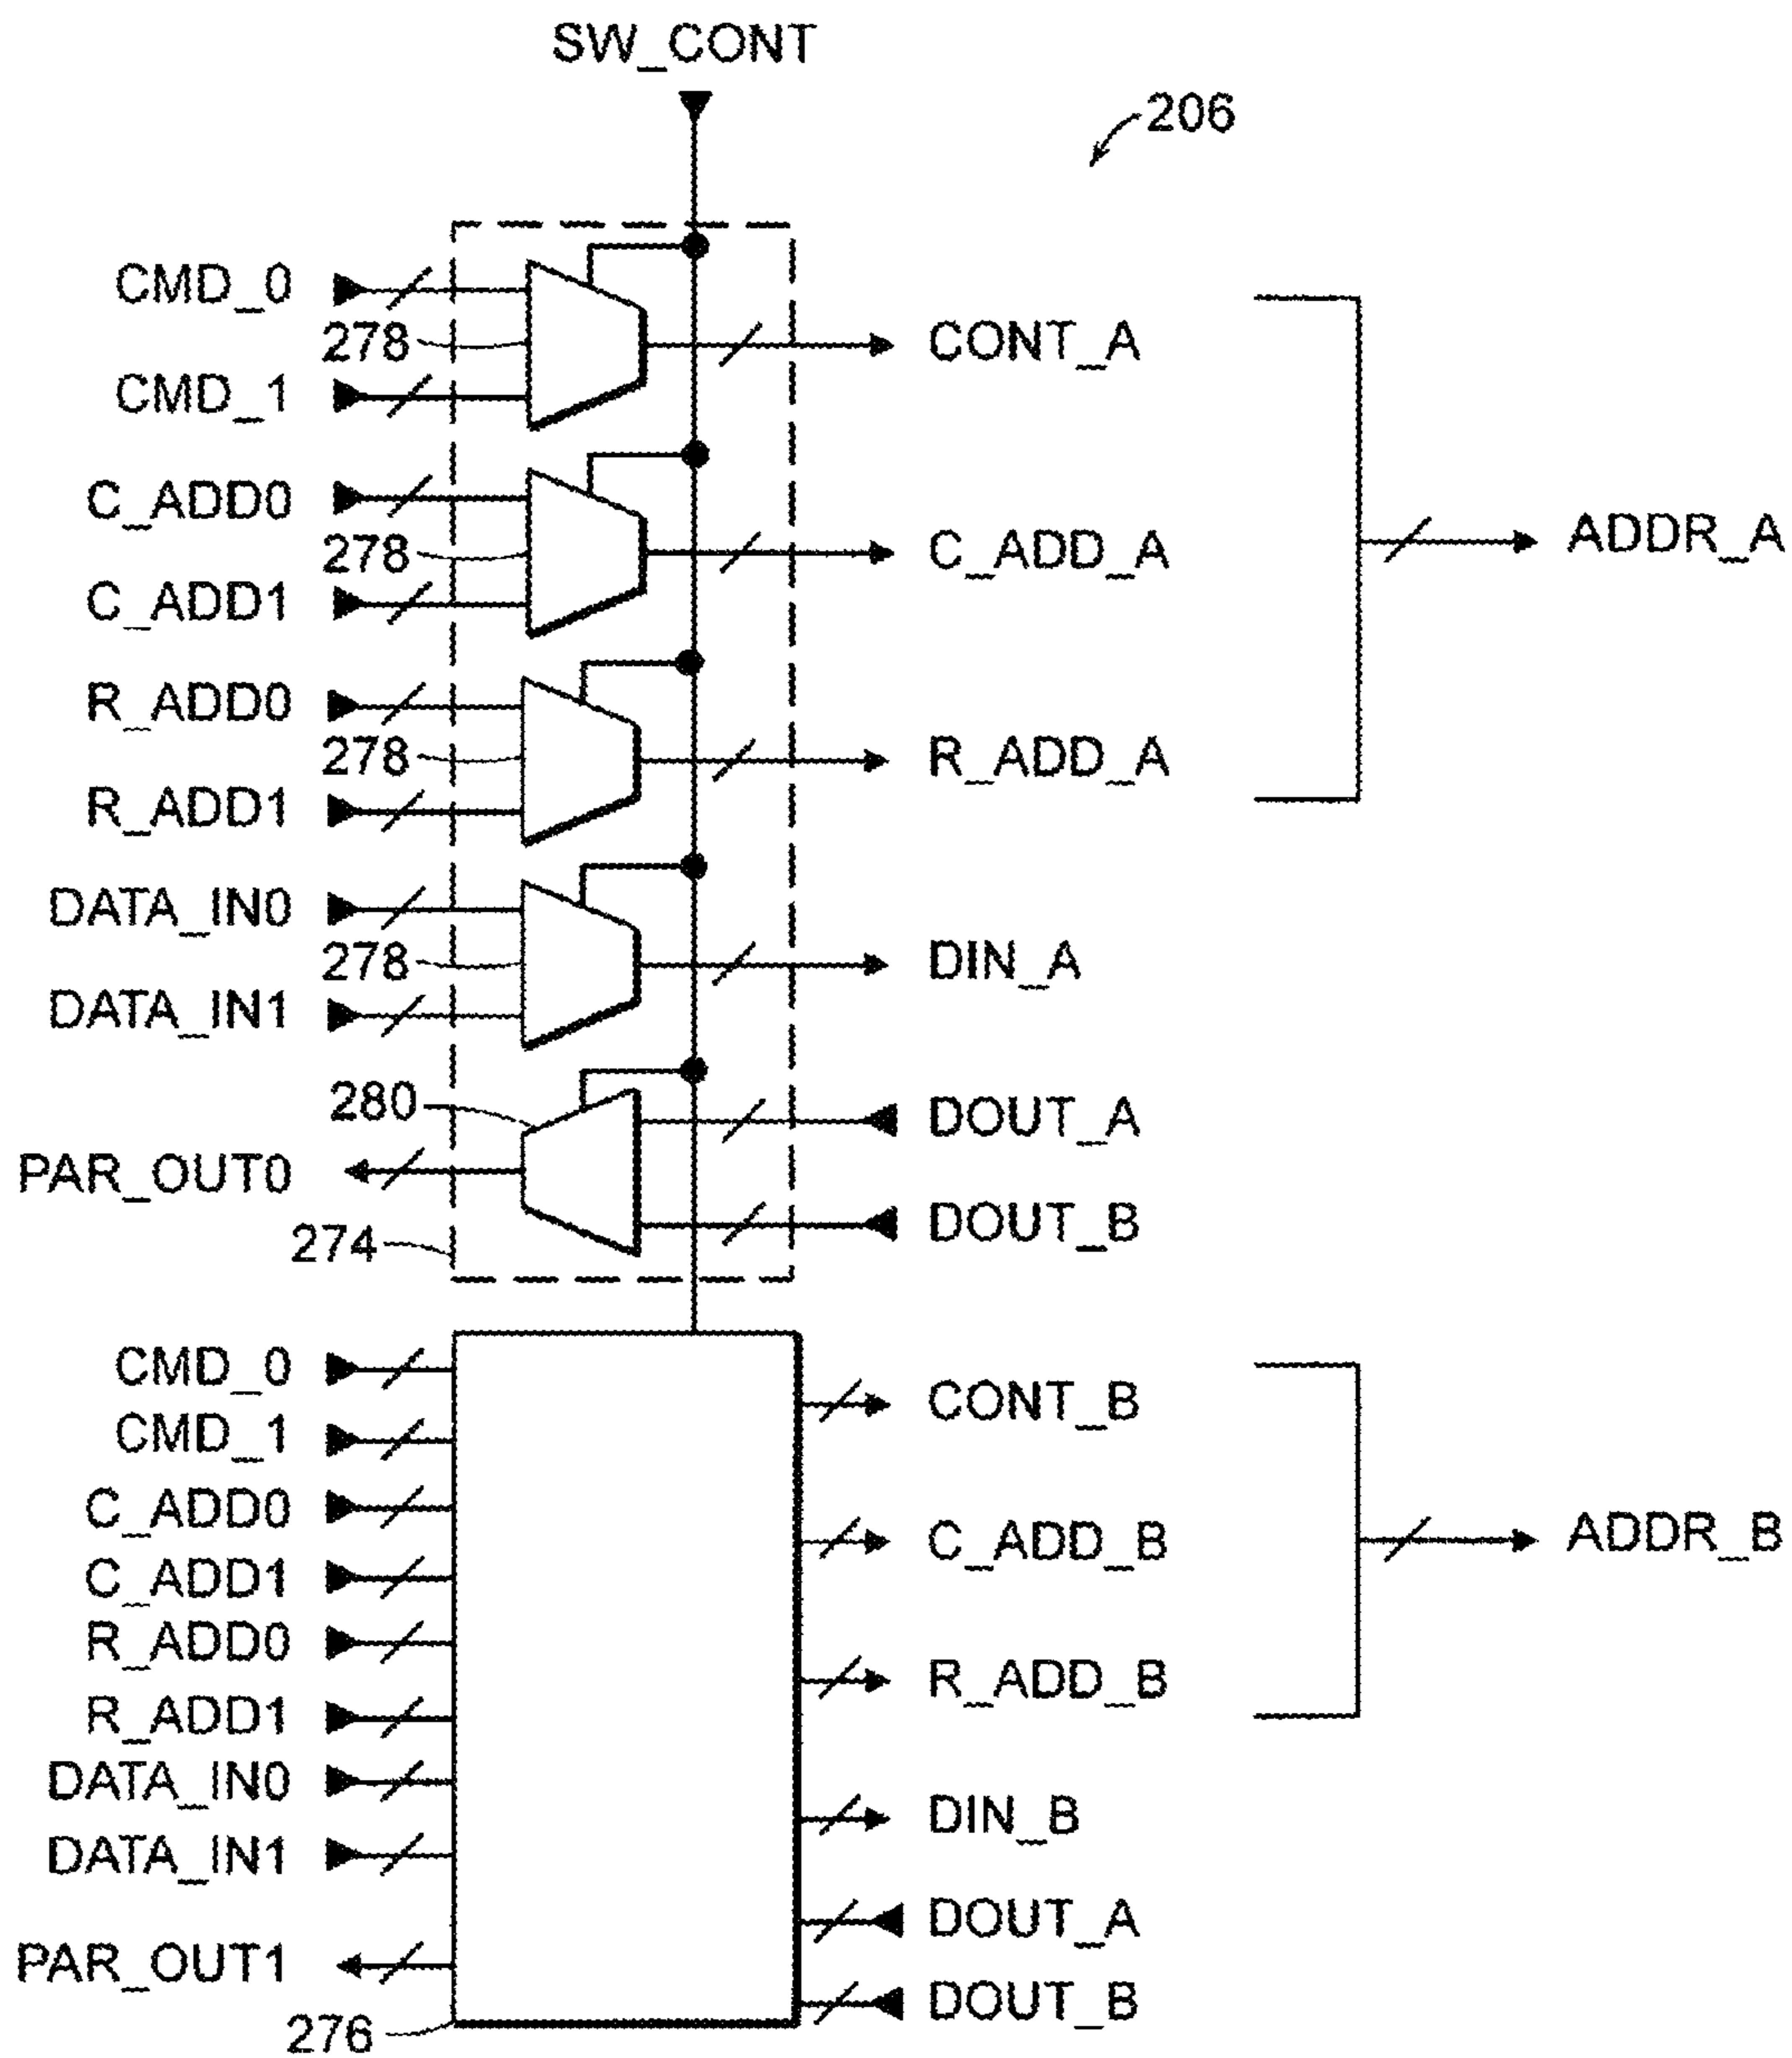 SW_CONT
206
CMD_0
278
CMD_1
CONT_A
C_ADD0
278
C_ADD1
C_ADD_A
ADDR_A
R_ADD0
278
R_ADD1
R_ADD_A
DATA_IN0
278
DATA_IN1
DIN_A
280
DOUT_A
PAR_OUT0
DOUT_B
274
CMD_0
CMD_1
C_ADD0
C_ADD1
R_ADD0
R_ADD1
DATA_IN0
DATA_IN1
PAR_OUT1
276
CONT_B
C_ADD_B
R_ADD_B
DIN_B
DOUT_A
DOUT_B
ADDR_B